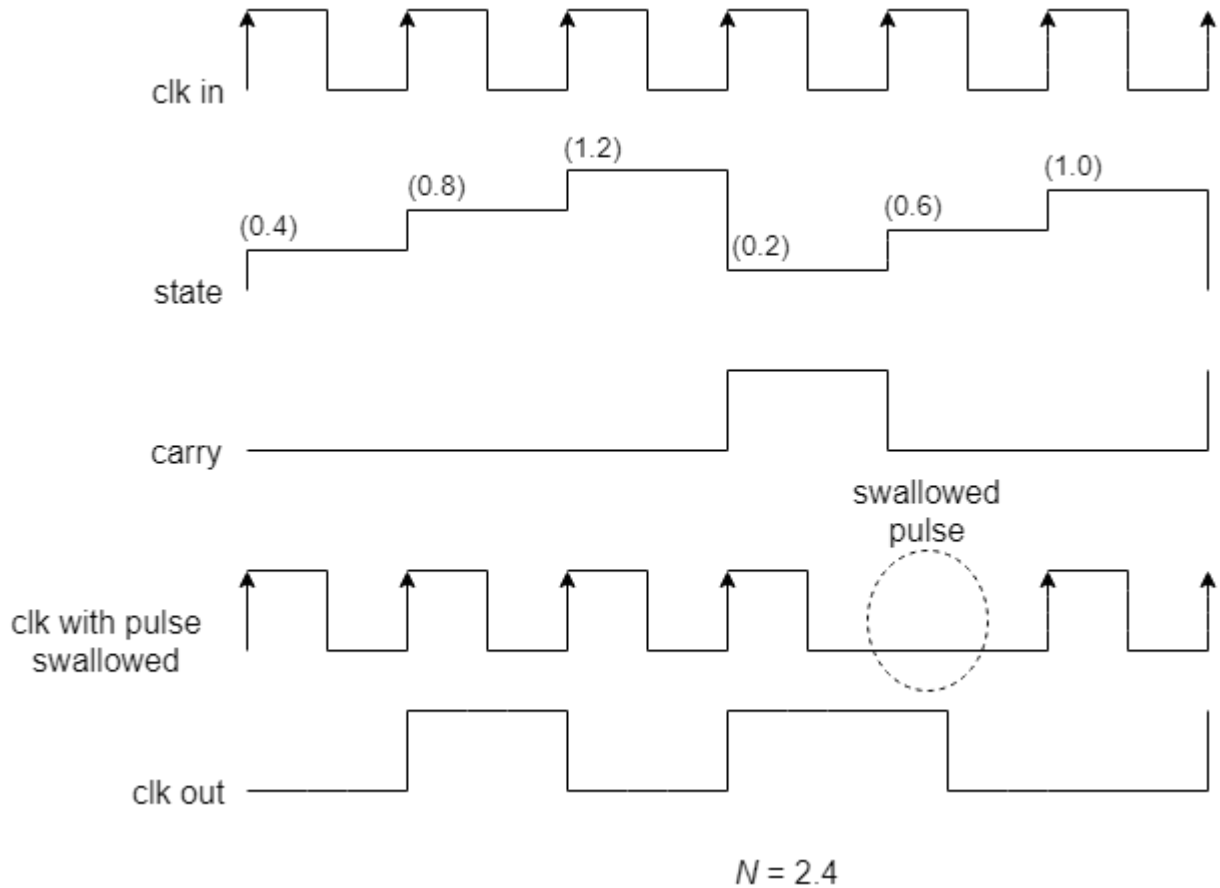 clk in
(0.4)
(0.8)
(1.2)
(0.2)
(0.6)
(1.0)
state
carry
swallowed
pulse
clk with pulse
swallowed
clk out
N = 2.4